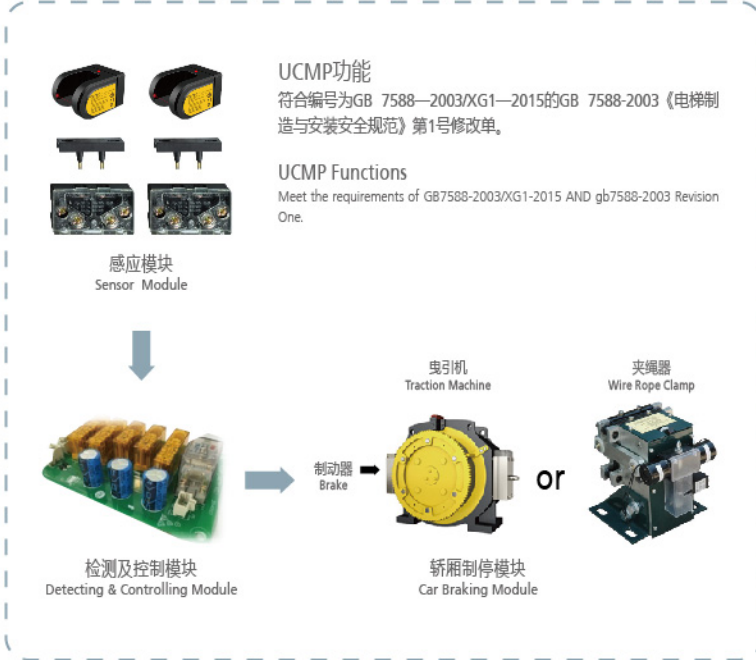 UCMP功能
符合编号为GB 7588—2003/XG1—2015的GB 7588-2003《电梯制
造与安装安全规范》第1号修改单。
UCMP Functions
Meet the requirements of GB7588-2003/XG1-2015 AND gb7588-2003 Revision
One.
感应模块
Sensor Module
曳引机
Traction Machine
夹绳器
Wire Rope Clamp
制动器
Brake
or
检测及控制模块
Detecting & Controlling Module
轿厢制停模块
Car Braking Module